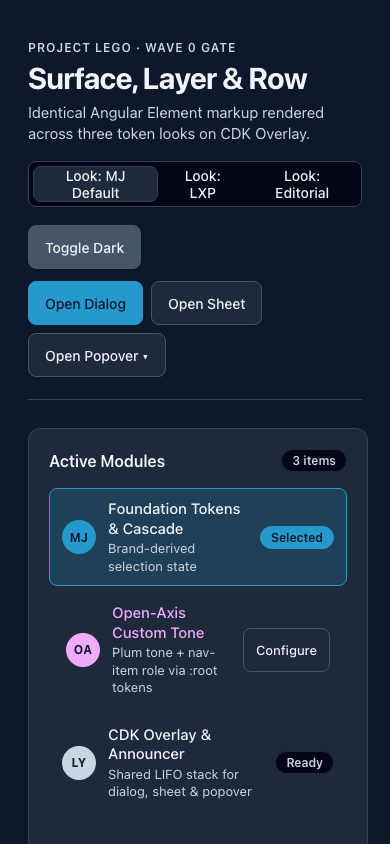 PROJECT LEGO · WAVE 0 GATE
Surface, Layer & Row
Identical Angular Element markup rendered
across three token looks on CDK Overlay.
Look: MJ
Default
Look:
LXP
Look:
Editorial
Toggle Dark
Open Dialog
Open Sheet
Open Popover ▾
Active Modules
3 items
MJ
Foundation Tokens
& Cascade
Brand-derived
selection state
Selected
OA
Open-Axis
Custom Tone
Plum tone + nav-
item role via :root
tokens
Configure
LY
CDK Overlay &
Announcer
Shared LIFO stack for
dialog, sheet & popover
Ready